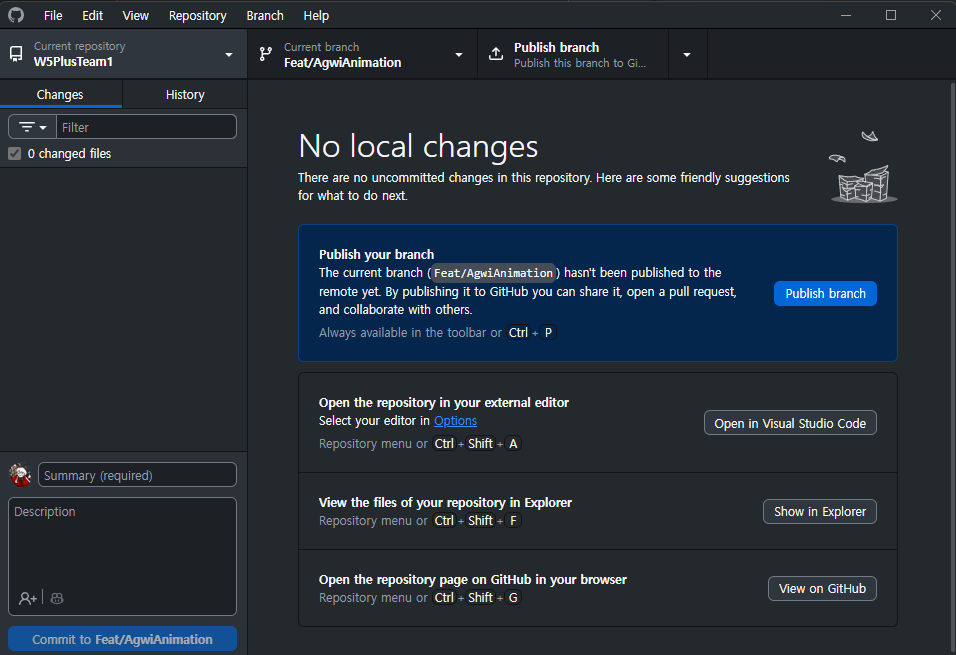 File Edit View Repository Branch Help
Current repository
W5PlusTeam1
Current branch
Feat/AgwiAnimation
Publish branch
Publish this branch to Gi...
Changes History
Filter
0 changed files
No local changes
There are no uncommitted changes in this repository. Here are some friendly suggestions
for what to do next.
Publish your branch
The current branch (Feat/AgwiAnimation) hasn't been published to the
remote yet. By publishing it to GitHub you can share it, open a pull request,
and collaborate with others.
Always available in the toolbar or Ctrl + P
Publish branch
Open the repository in your external editor
Select your editor in Options
Repository menu or Ctrl + Shift + A
Open in Visual Studio Code
View the files of your repository in Explorer
Repository menu or Ctrl + Shift + F
Show in Explorer
Open the repository page on GitHub in your browser
Repository menu or Ctrl + Shift + G
View on GitHub
Summary (required)
Description
Commit to Feat/AgwiAnimation